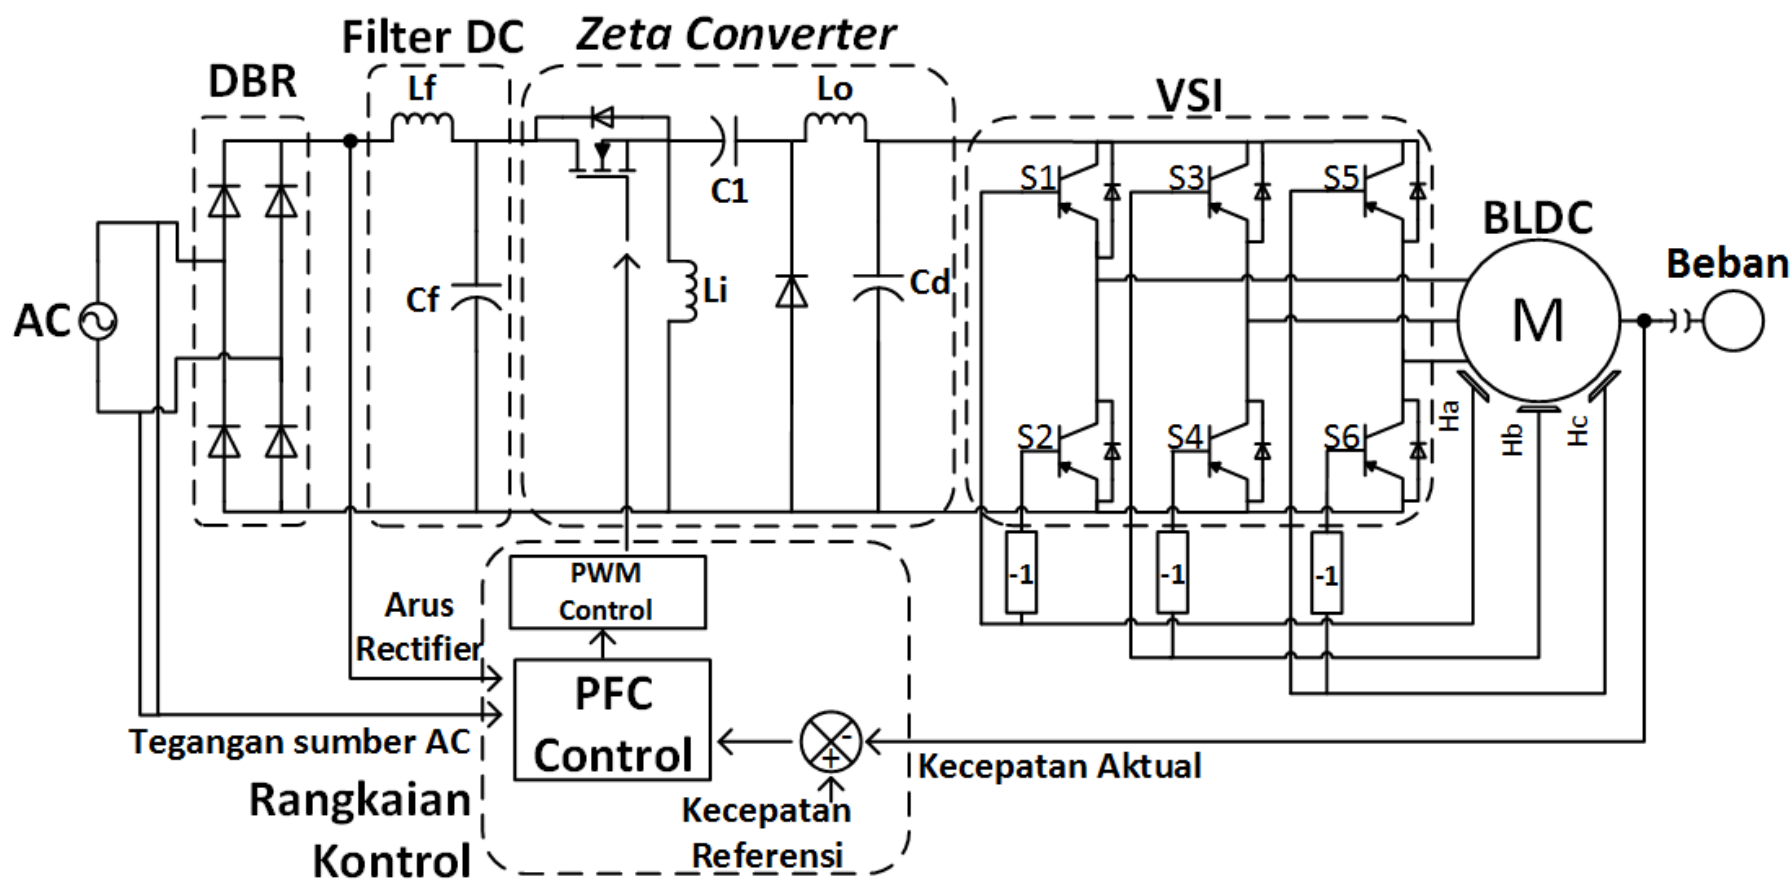 Filter DC
Zeta Converter
DBR
VSI
Lf
Lo
C1
S1
S3
S5
BLDC
Beban
AC
Cf
Li
Cd
M
S2
S4
S6
Ha
Hb
Hc
-1
-1
-1
PWM
Control
Arus
Rectifier
PFC
Control
-
+
Tegangan sumber AC
Kecepatan Aktual
Rangkaian
Kontrol
Kecepatan
Referensi